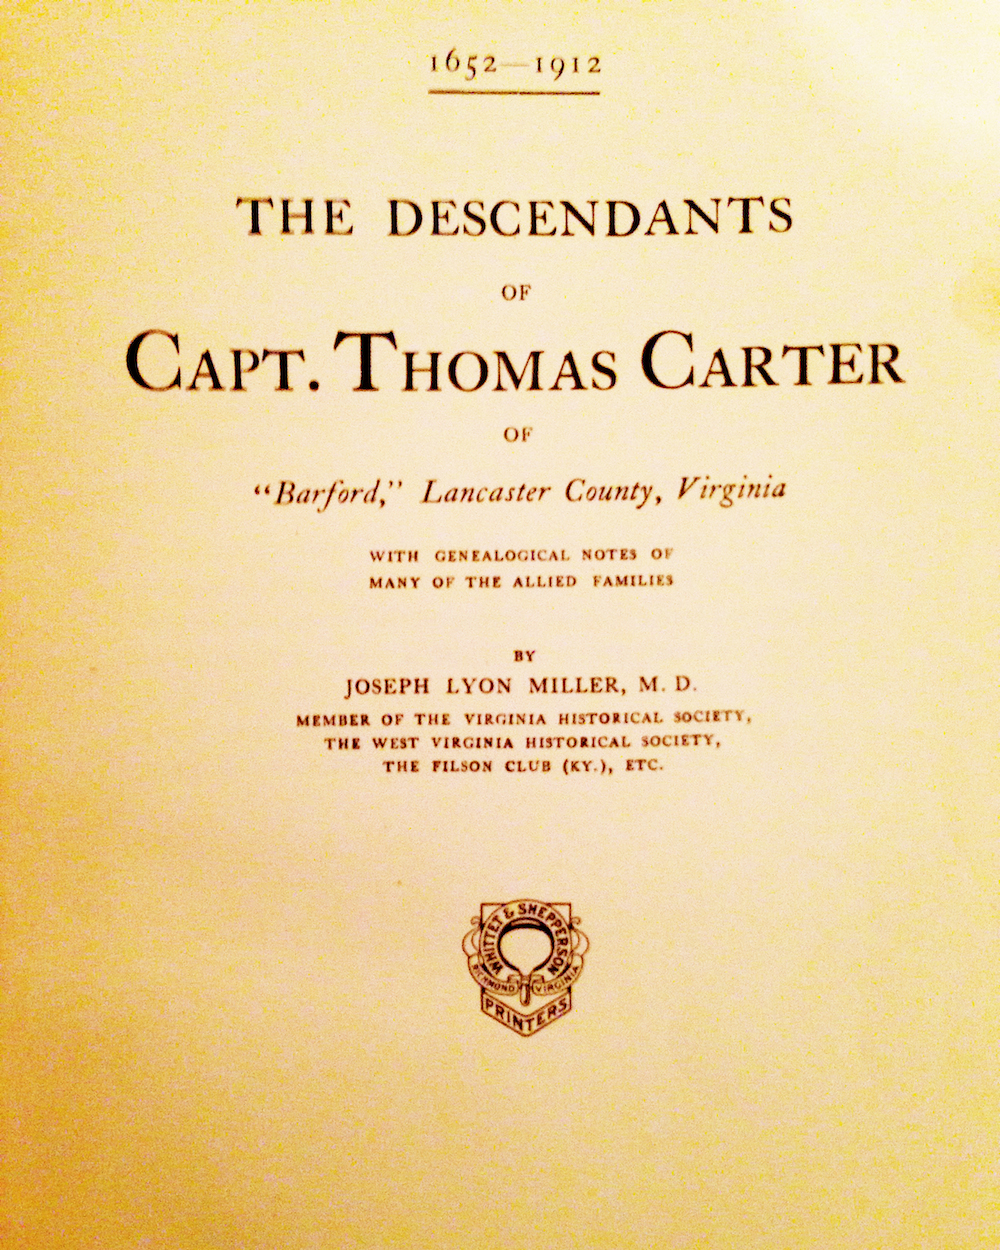 1652—1912
THE DESCENDANTS
OF
CAPT. THOMAS CARTER
OF
“Barford,” Lancaster County, Virginia
WITH GENEALOGICAL NOTES OF
MANY OF THE ALLIED FAMILIES
BY
JOSEPH LYON MILLER, M. D.
MEMBER OF THE VIRGINIA HISTORICAL SOCIETY,
THE WEST VIRGINIA HISTORICAL SOCIETY,
THE FILSON CLUB (KY.), ETC.
WHITTET & SHEPPERSON
RICHMOND VIRGINIA
PRINTERS